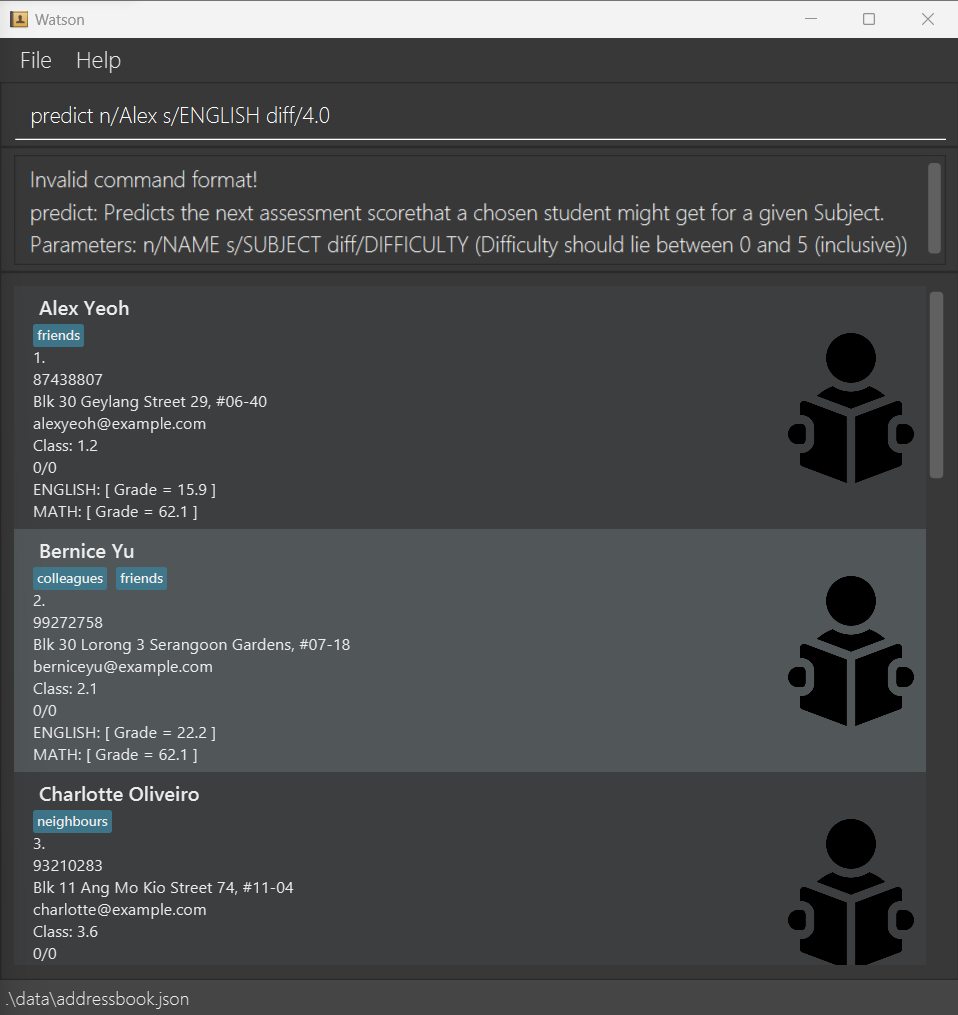 Watson
File Help
predict n/Alex s/ENGLISH diff/4.0
Invalid command format!
predict: Predicts the next assessment scorethat a chosen student might get for a given Subject.
Parameters: n/NAME s/SUBJECT diff/DIFFICULTY (Difficulty should lie between 0 and 5 (inclusive))
Alex Yeoh
friends
1.
87438807
Blk 30 Geylang Street 29, #06-40
alexyeoh@example.com
Class: 1.2
0/0
ENGLISH: [ Grade = 15.9 ]
MATH: [ Grade = 62.1 ]
Bernice Yu
colleagues friends
2.
99272758
Blk 30 Lorong 3 Serangoon Gardens, #07-18
berniceyu@example.com
Class: 2.1
0/0
ENGLISH: [ Grade = 22.2 ]
MATH: [ Grade = 62.1 ]
Charlotte Oliveiro
neighbours
3.
93210283
Blk 11 Ang Mo Kio Street 74, #11-04
charlotte@example.com
Class: 3.6
0/0
.\data\addressbook.json